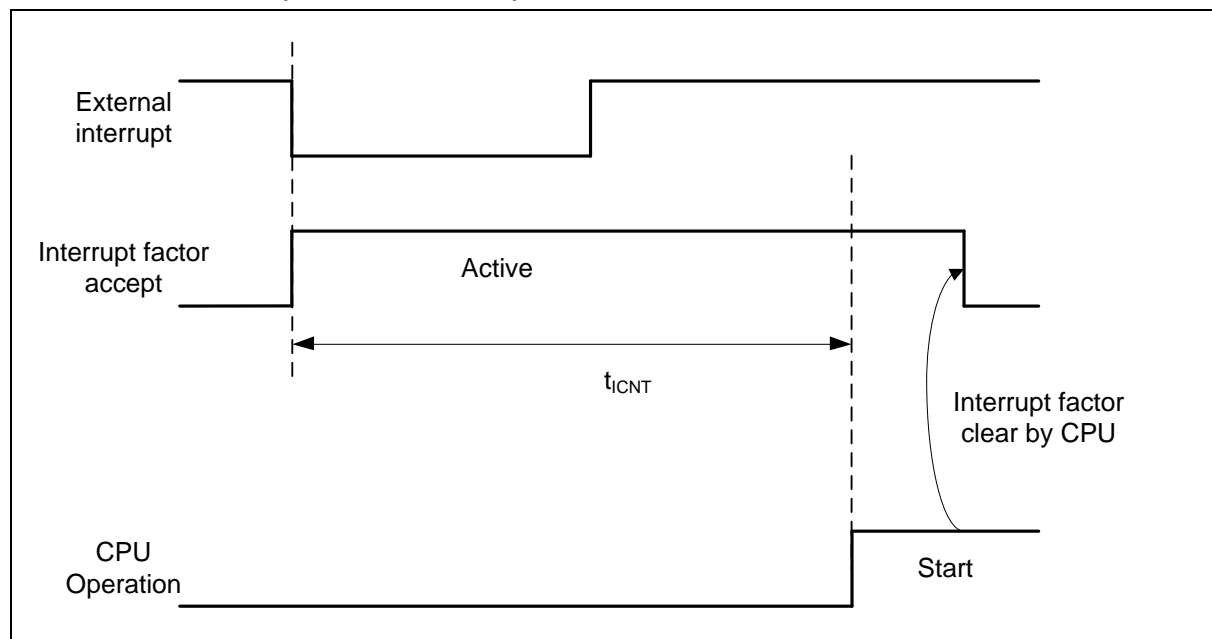 External
interrupt
Interrupt factor
accept
Active
tICNT
Interrupt factor
clear by CPU
CPU
Operation
Start